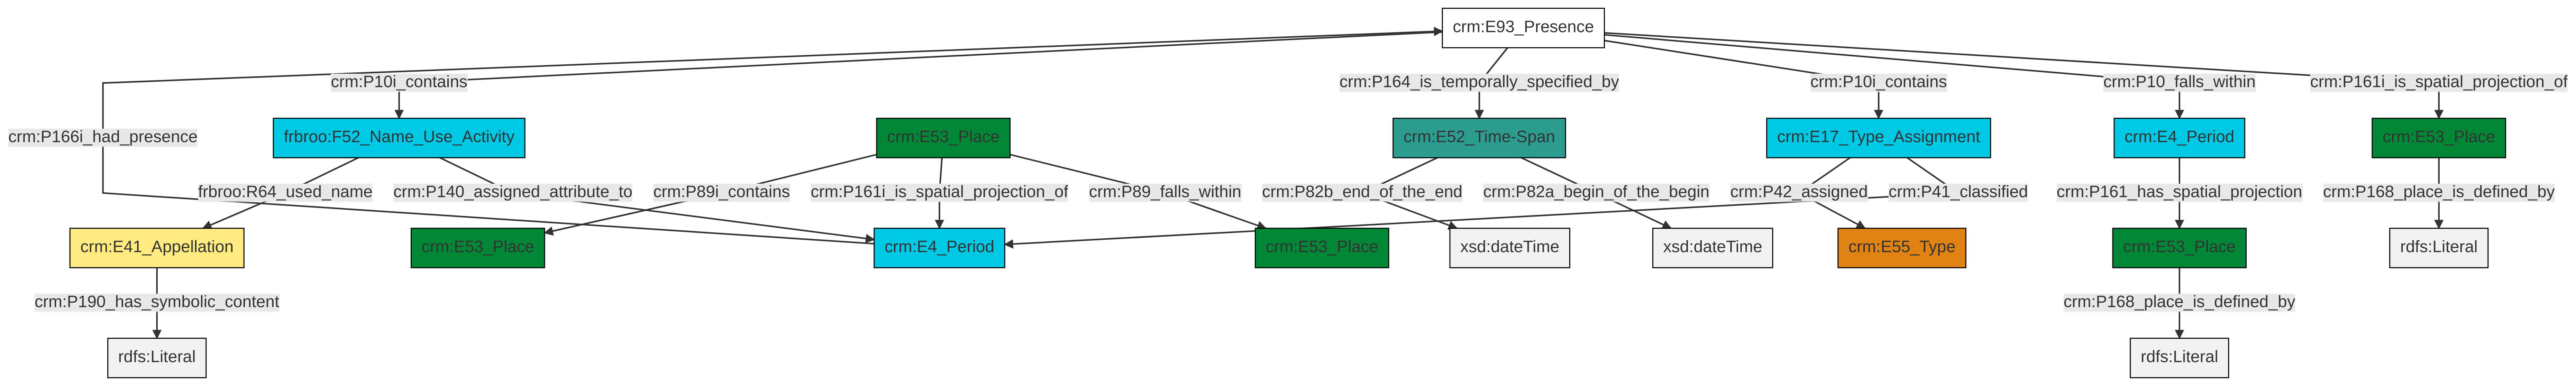 crm:E93_Presence
crm:P10i_contains
crm:P164_is_temporally_specified_by
crm:P10i_contains
crm:P10_falls_within
crm:P161i_is_spatial_projection_of
crm:P166i_had_presence
frbroo:F52_Name_Use_Activity
crm:E53_Place
crm:E52_Time-Span
crm:E17_Type_Assignment
crm:E4_Period
crm:E53_Place
frbroo:R64_used_name
crm:P140_assigned_attribute_to
crm:P89i_contains
crm:P161i_is_spatial_projection_of
crm:P89_falls_within
crm:P82b_end_of_the_end
crm:P82a_begin_of_the_begin
crm:P42_assigned
crm:P41_classified
crm:P161_has_spatial_projection
crm:P168_place_is_defined_by
crm:E41_Appellation
crm:E53_Place
crm:E4_Period
crm:E53_Place
xsd:dateTime
xsd:dateTime
crm:E55_Type
crm:E53_Place
rdfs:Literal
crm:P190_has_symbolic_content
crm:P168_place_is_defined_by
rdfs:Literal
rdfs:Literal